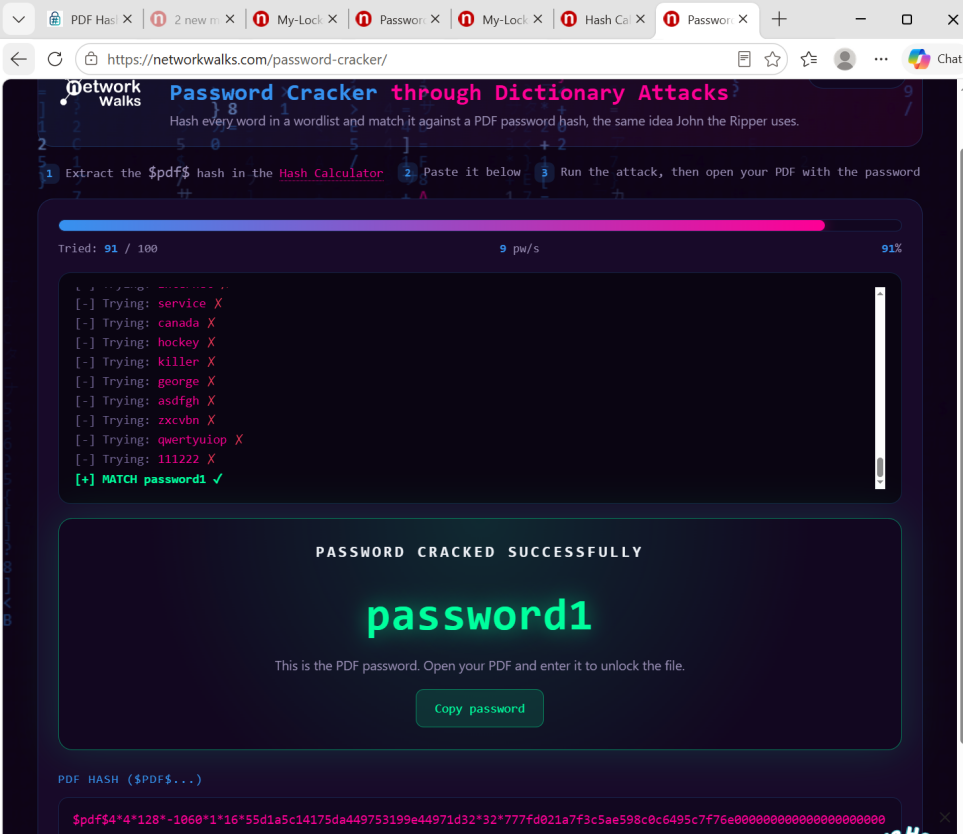 PDF Has
2 new m
My-Lock
Passwor
My-Lock
Hash Cal
Passwor
https://networkwalks.com/password-cracker/
Chat
network
Walks
Password Cracker through Dictionary Attacks
Hash every word in a wordlist and match it against a PDF password hash, the same idea John the Ripper uses.
1 Extract the $pdf$ hash in the Hash Calculator 2 Paste it below 3 Run the attack, then open your PDF with the password
Tried: 91 / 100 9 pw/s 91%
[-] Trying: service ✗
[-] Trying: canada ✗
[-] Trying: hockey ✗
[-] Trying: killer ✗
[-] Trying: george ✗
[-] Trying: asdfgh ✗
[-] Trying: zxcvbn ✗
[-] Trying: qwertyuiop ✗
[-] Trying: 111222 ✗
[+] MATCH password1 ✓
PASSWORD CRACKED SUCCESSFULLY
password1
This is the PDF password. Open your PDF and enter it to unlock the file.
Copy password
PDF HASH ($PDF$...)
$pdf$4*4*128*-1060*1*16*55d1a5c14175da449753199e44971d32*32*777fd021a7f3c5ae598c0c6495c7f76e0000000000000000000000